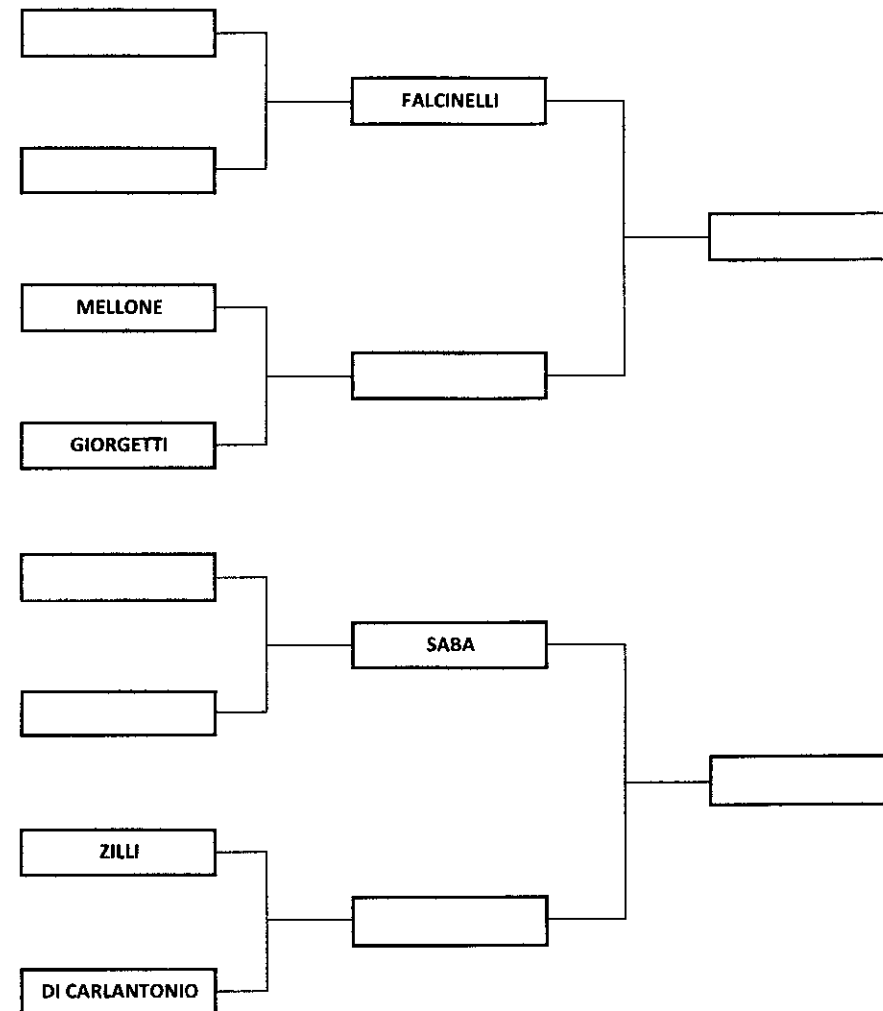 FALCINELLI
MELLONE
GIORGETTI
SABA
ZILLI
DI CARLANTONIO